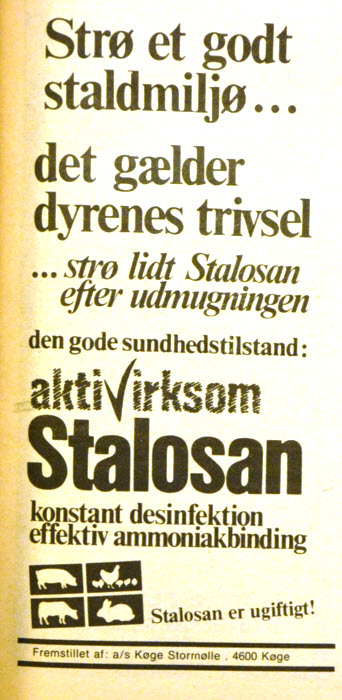 Strø et godt
staldmiljø...
det gælder
dyrenes trivsel
...strø lidt Stalosan
efter udmugningen
den gode sundhedstilstand:
aktiVirksom
Stalosan
konstant desinfektion
effektiv ammoniakbinding
Stalosan er ugiftigt!
Fremstillet af: a/s Køge Stormølle . 4600 Køge